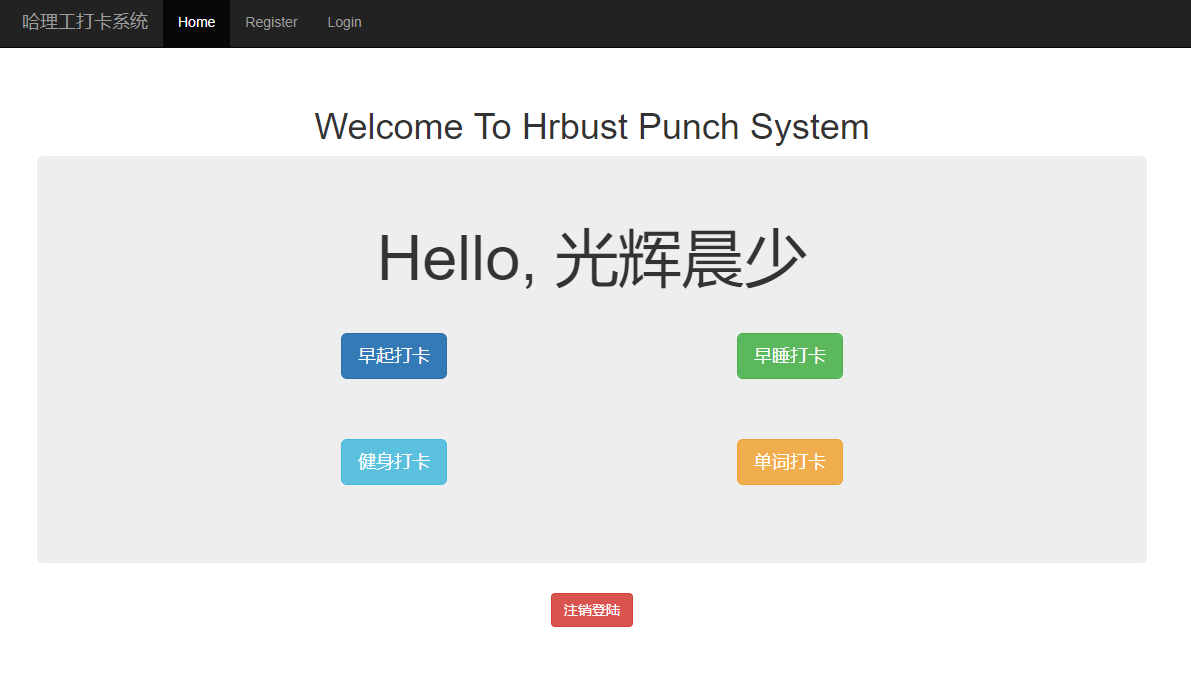 哈理工打卡系统 Home Register Login
Welcome To Hrbust Punch System
Hello, 光辉晨少
早起打卡 早睡打卡
健身打卡 单词打卡
注销登陆